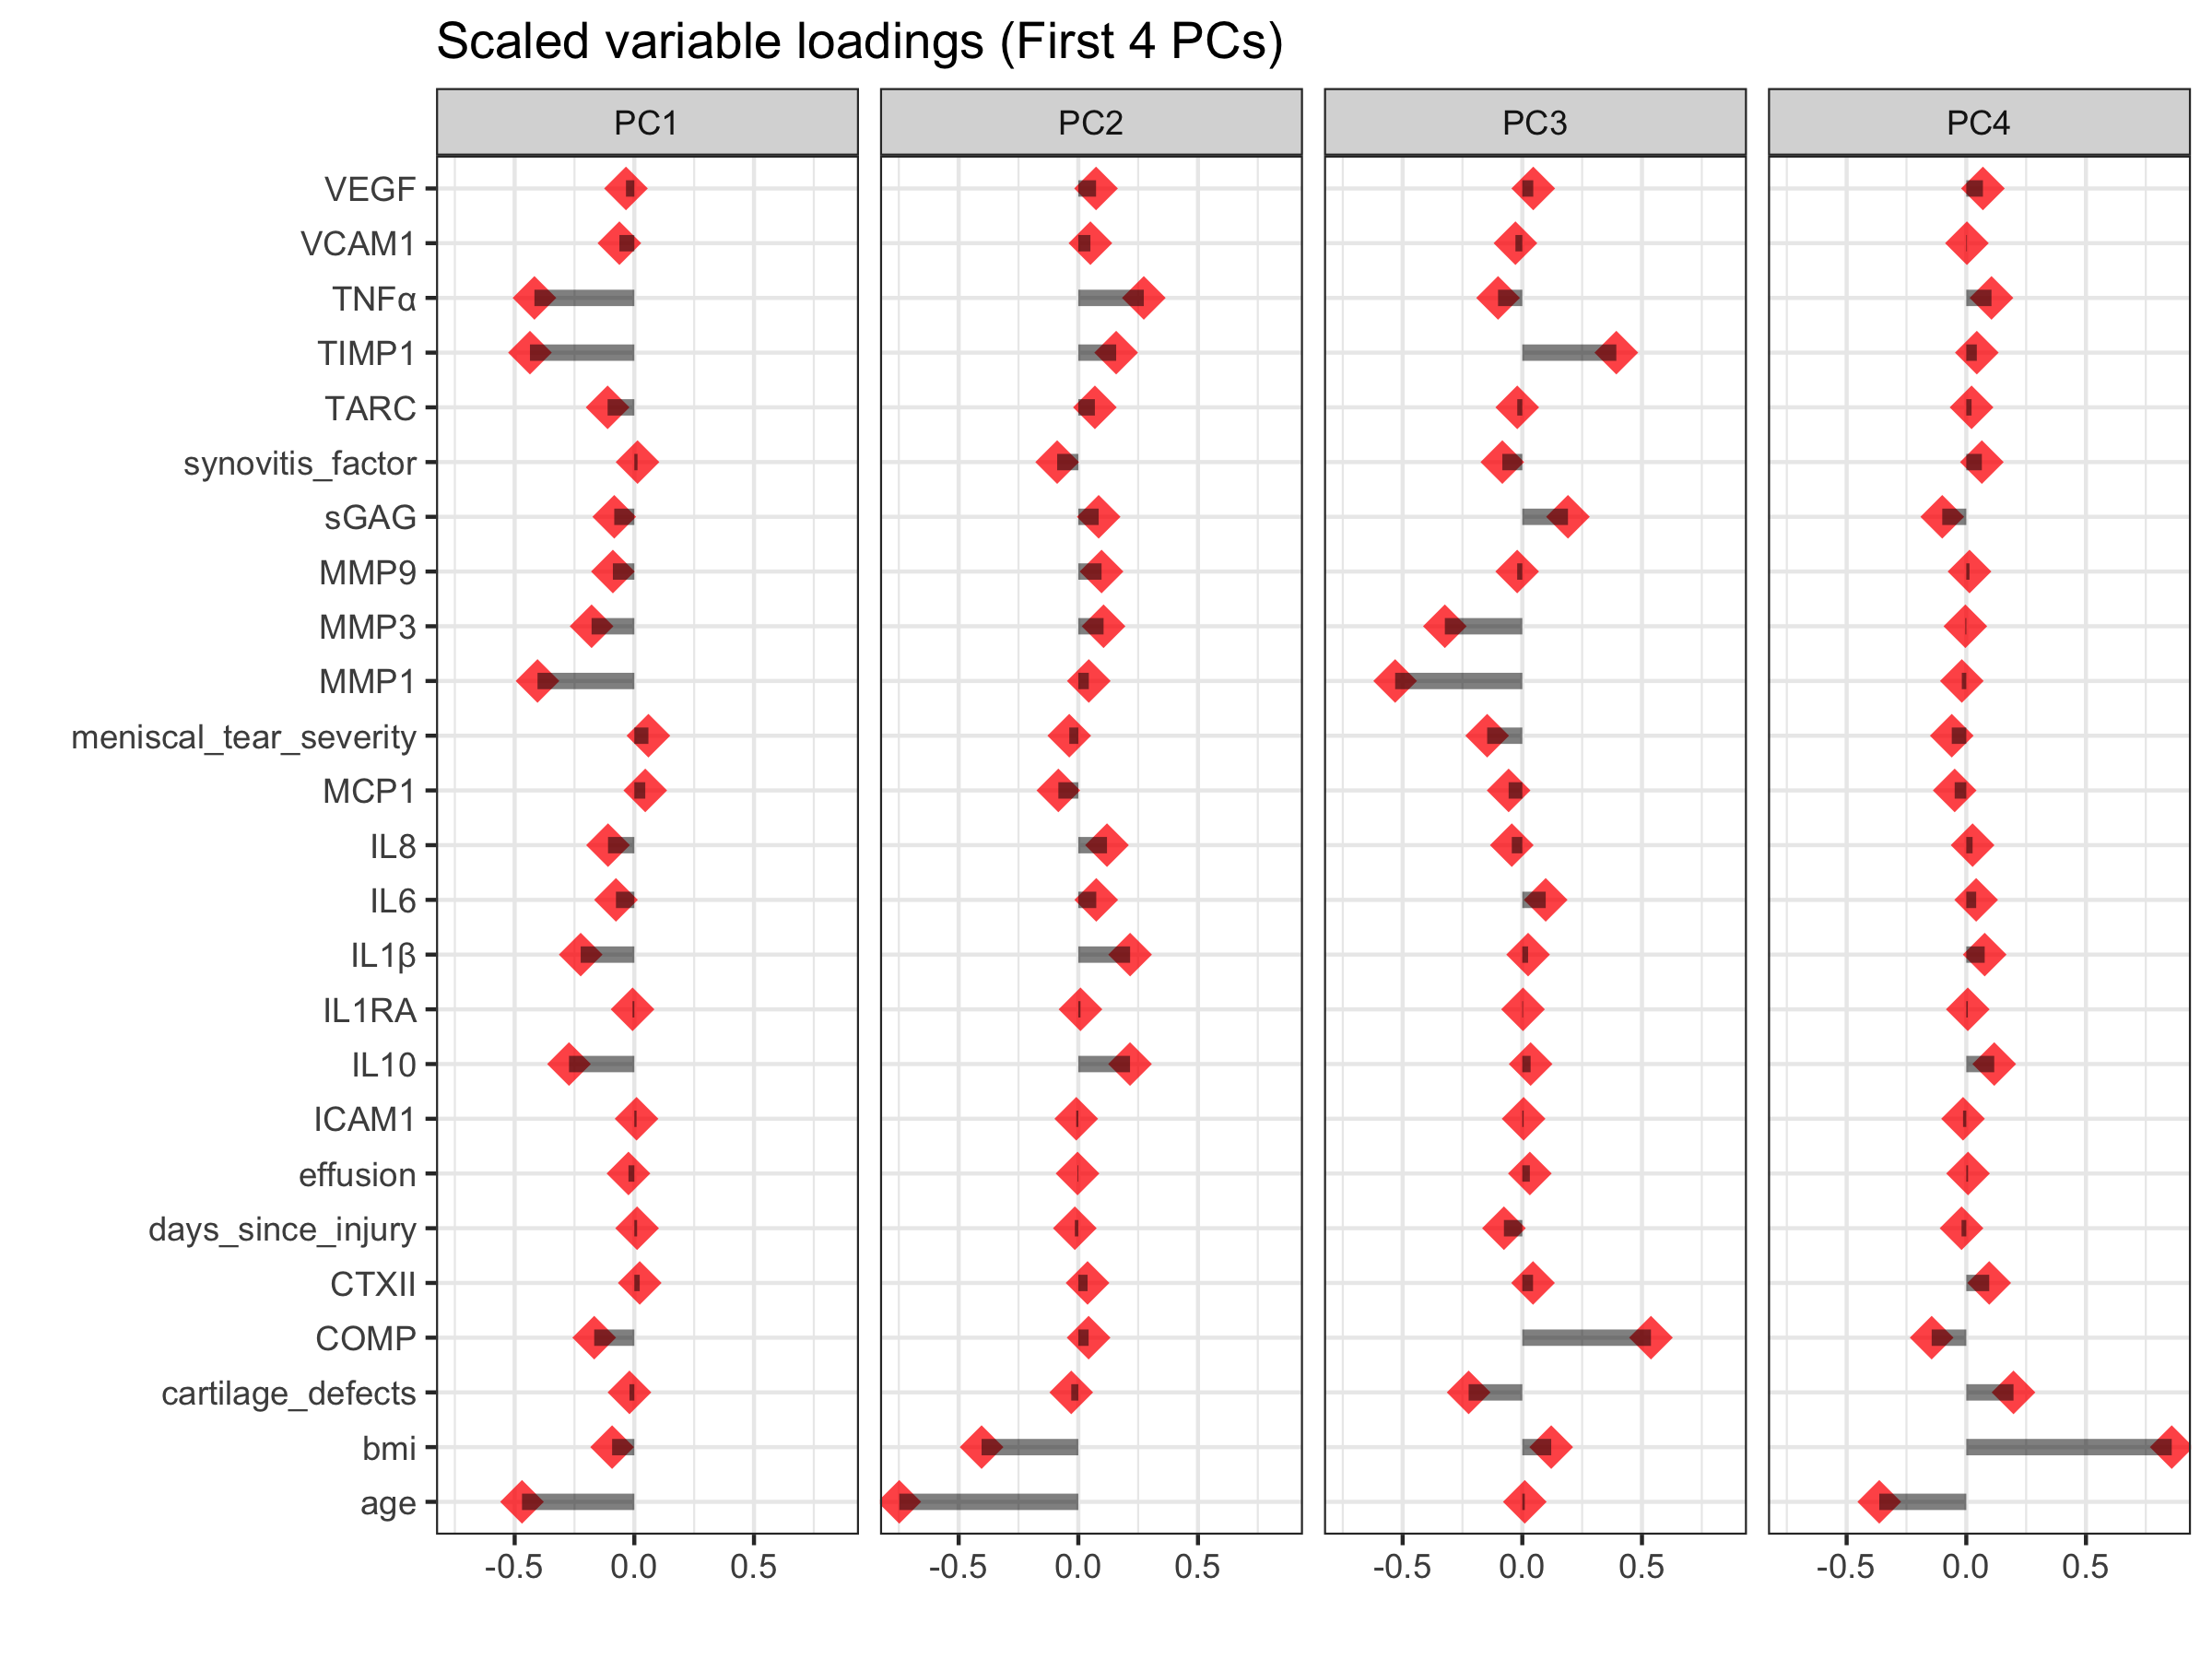 Scaled variable loadings (First 4 PCs)
PC1 PC2 PC3 PC4
VEGF
VCAM1
TNFα
TIMP1
TARC
synovitis_factor
sGAG
MMP9
MMP3
MMP1
meniscal_tear_severity
MCP1
IL8
IL6
IL1β
IL1RA
IL10
ICAM1
effusion
days_since_injury
CTXII
COMP
cartilage_defects
bmi
age
-0.5 0.0 0.5 -0.5 0.0 0.5 -0.5 0.0 0.5 -0.5 0.0 0.5